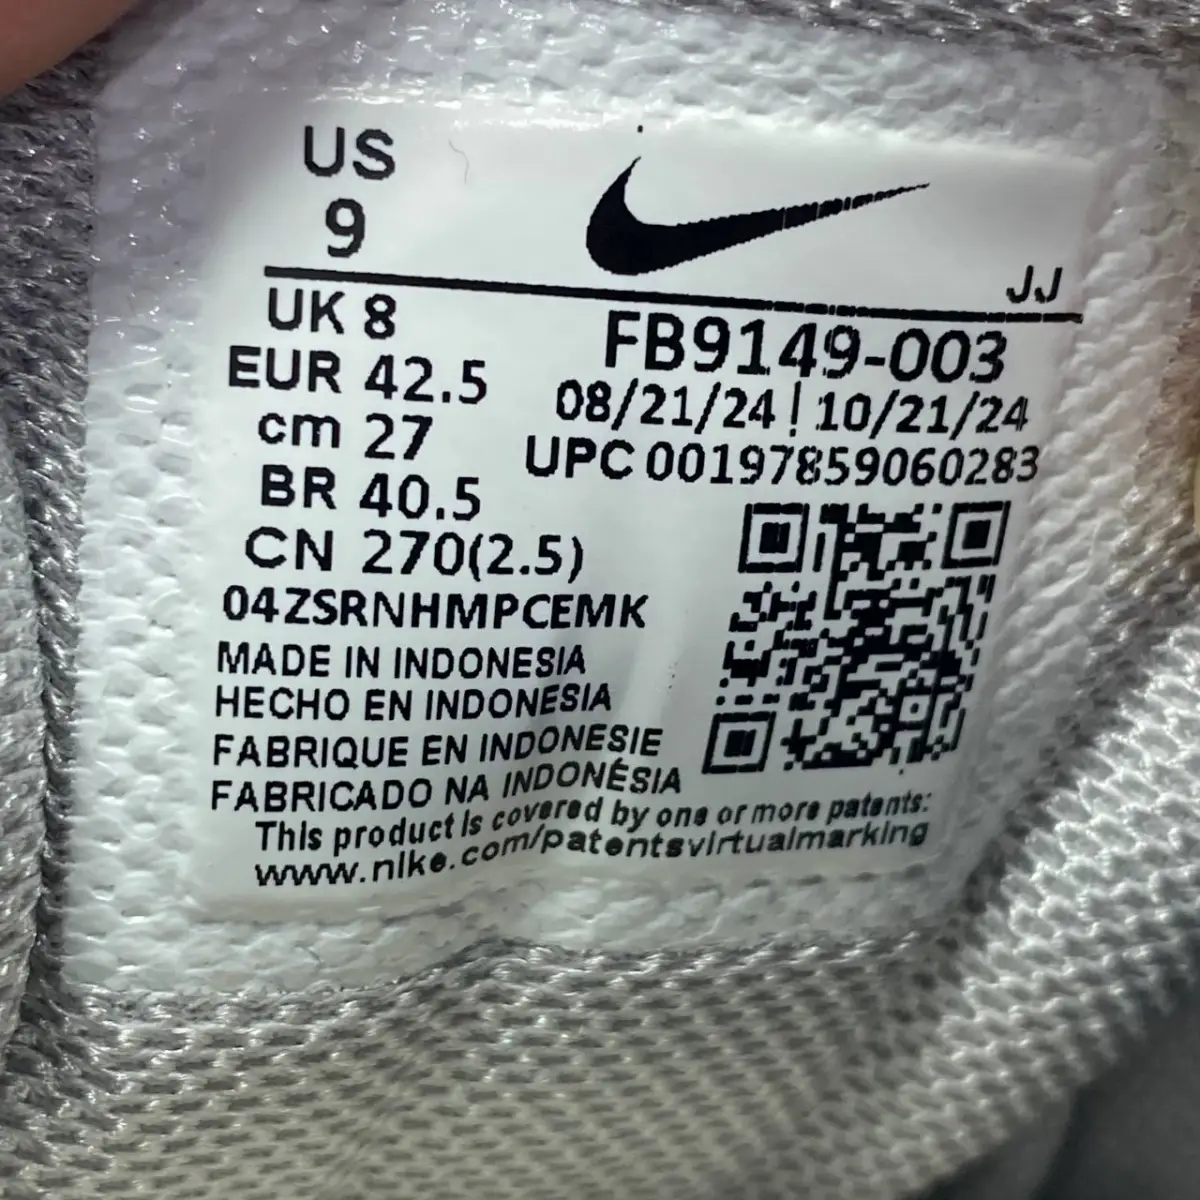 US
9
JJ
UK 8
EUR 42.5
cm 27
BR 40.5
CN 270(2.5)
FB9149-003
08/21/24 | 10/21/24
UPC 00197859060283
04ZSRNHMPCEMK
MADE IN INDONESIA
HECHO EN INDONESIA
FABRIQUE EN INDONESIE
FABRICADO NA INDONÉSIA
This product is covered by one or more patents:
www.nike.com/patentsvirtualmarking